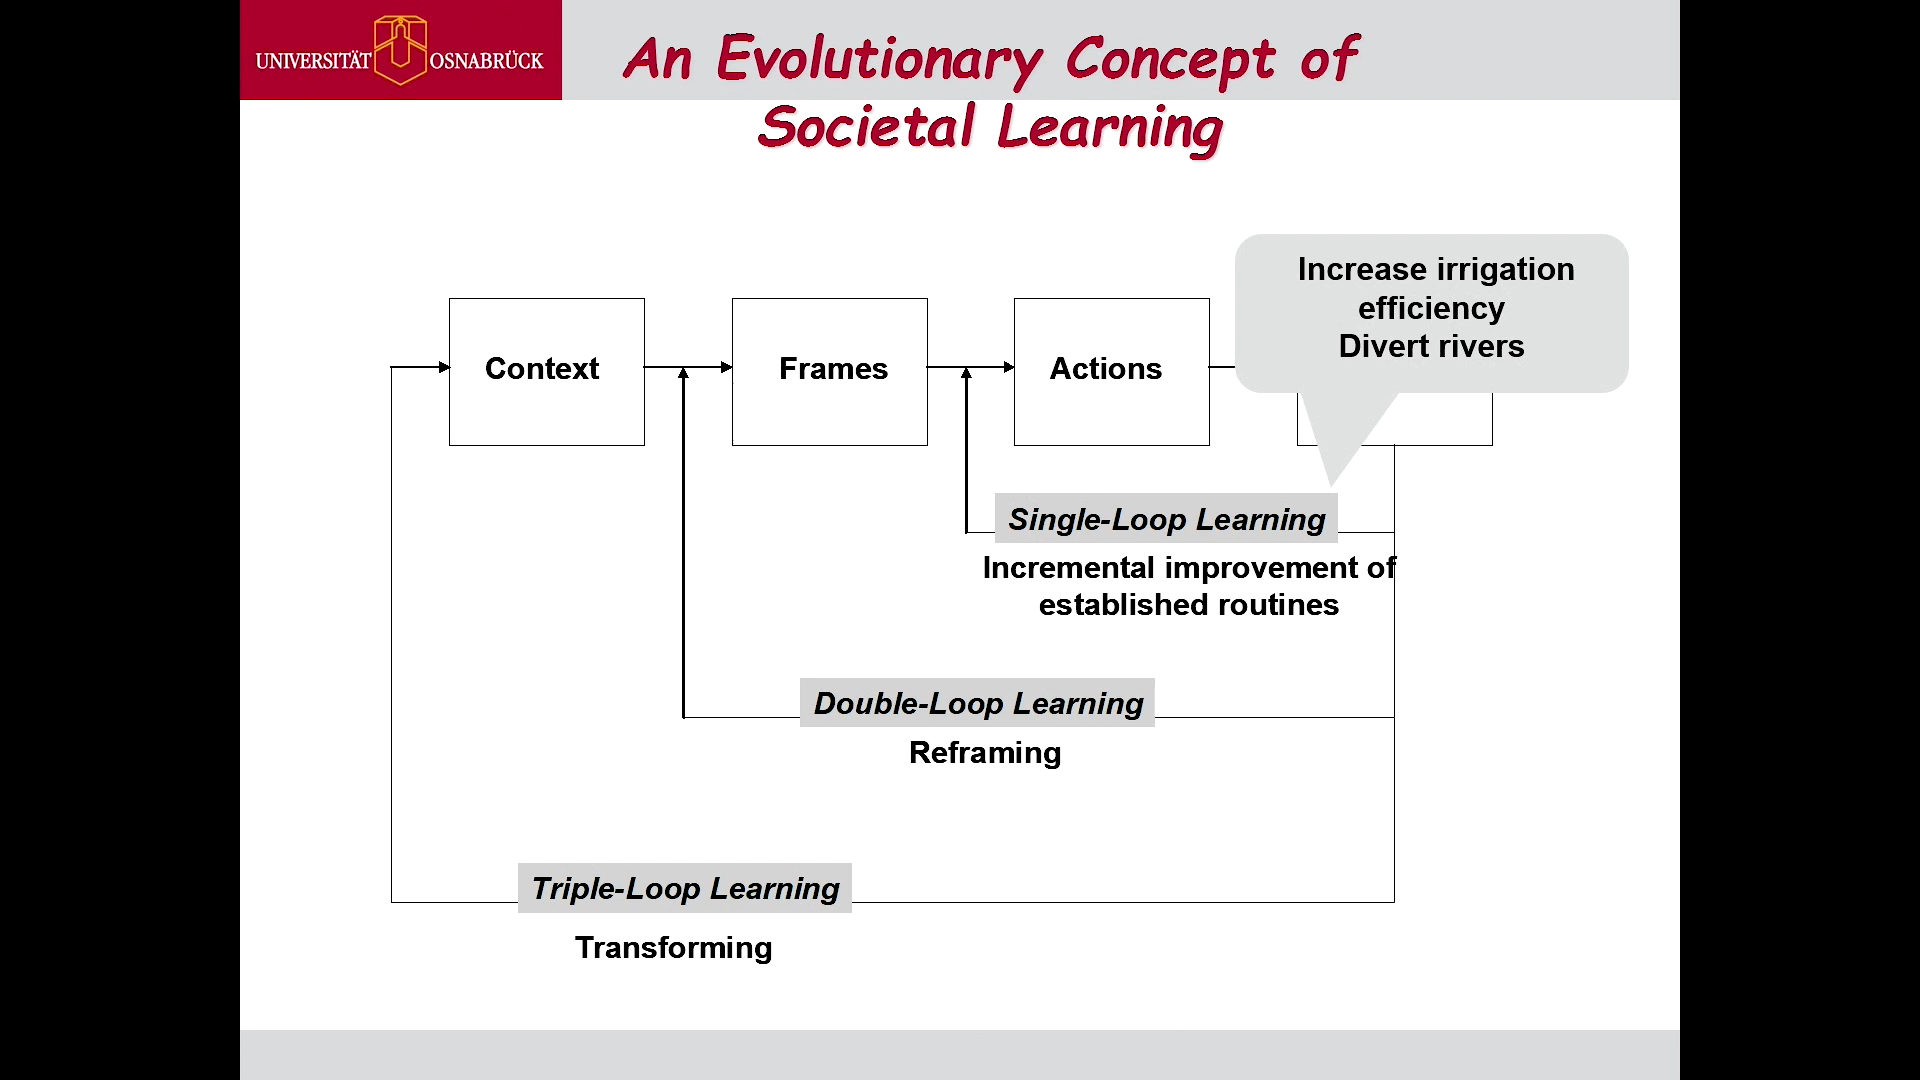 UNIVERSITÄT OSNABRÜCK
An Evolutionary Concept of
Societal Learning
Increase irrigation
efficiency
Divert rivers
Context
Frames
Actions
Single-Loop Learning
Incremental improvement of
established routines
Double-Loop Learning
Reframing
Triple-Loop Learning
Transforming